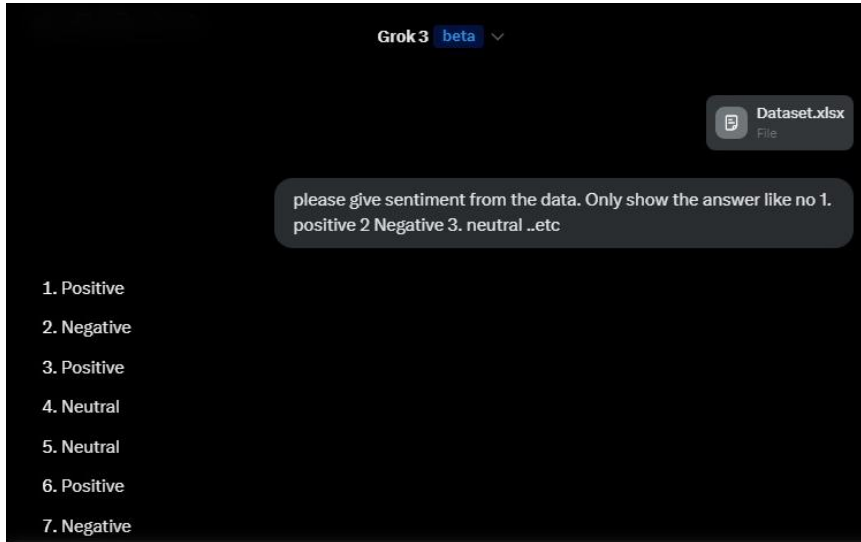 Grok 3 beta
Dataset.xlsx
File
please give sentiment from the data. Only show the answer like no 1.
positive 2 Negative 3. neutral ..etc
1. Positive
2. Negative
3. Positive
4. Neutral
5. Neutral
6. Positive
7. Negative